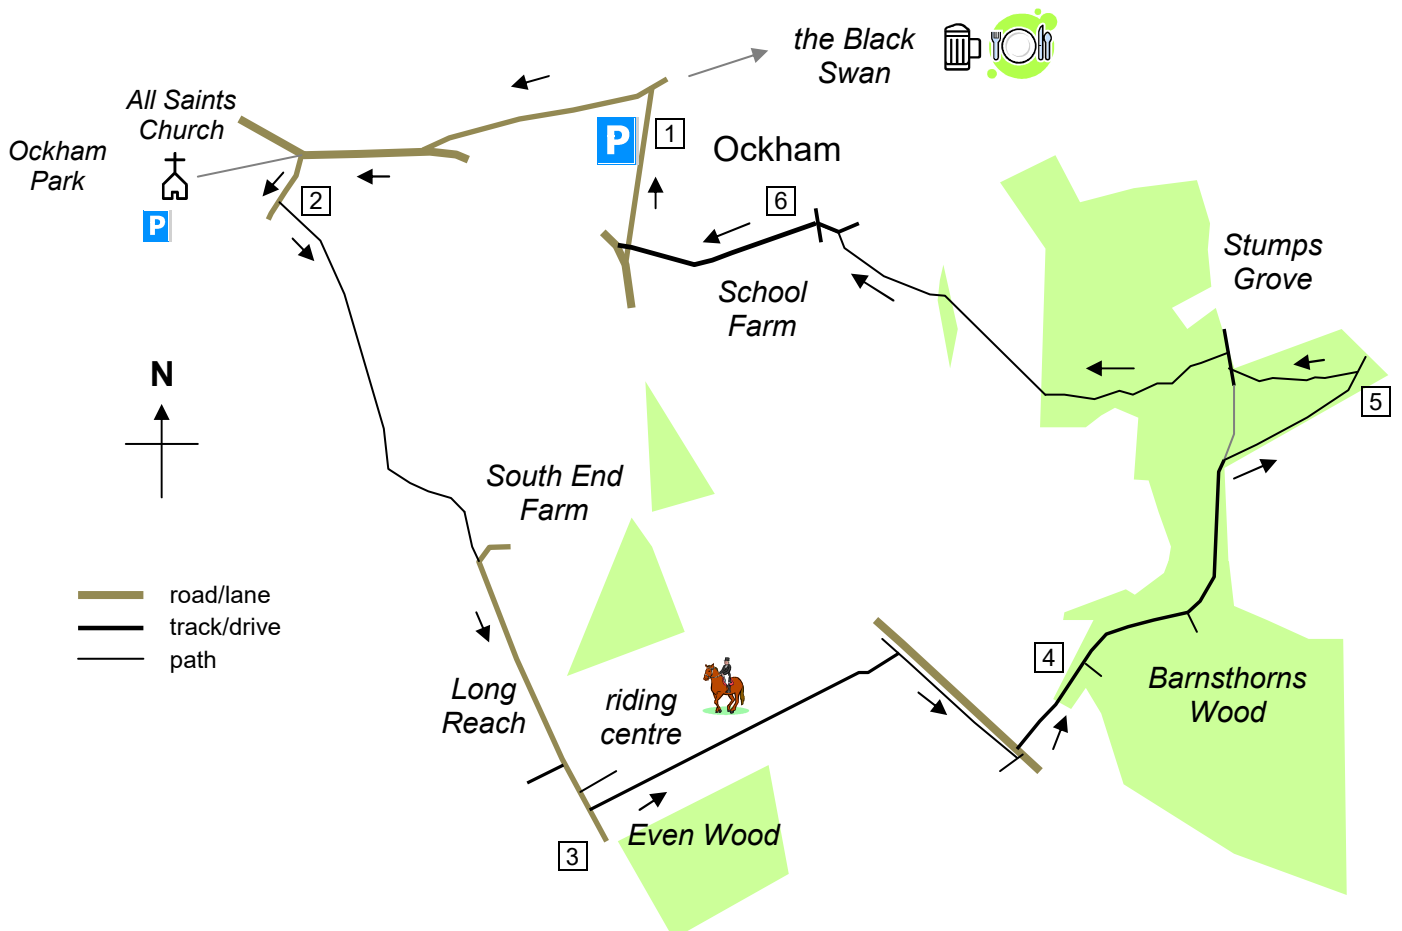 the Black
Swan
All Saints
Church
Ockham
Park
P
1
Ockham
P
2
6
Stumps
Grove
School
Farm
N
5
South End
Farm
road/lane
track/drive
path
4
Barnsthorns
Wood
Long
Reach
riding
centre
Even Wood
3